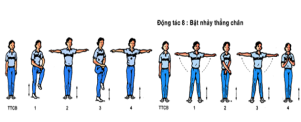 Động tác 8 : Bật nhảy thẳng chân
TTCB 1 2 3 4 TTCB 1 2 3 4